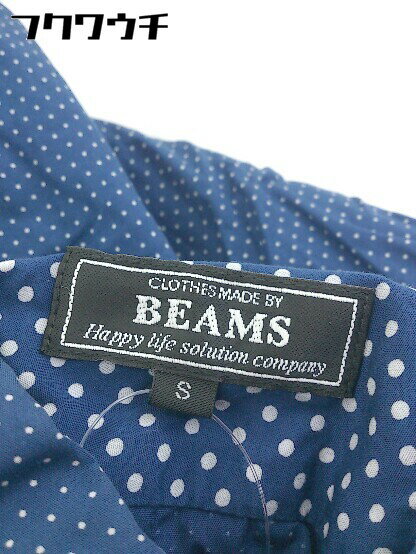 フクワウチ
CLOTHES MADE BY
BEAMS
Happy life solution company
S